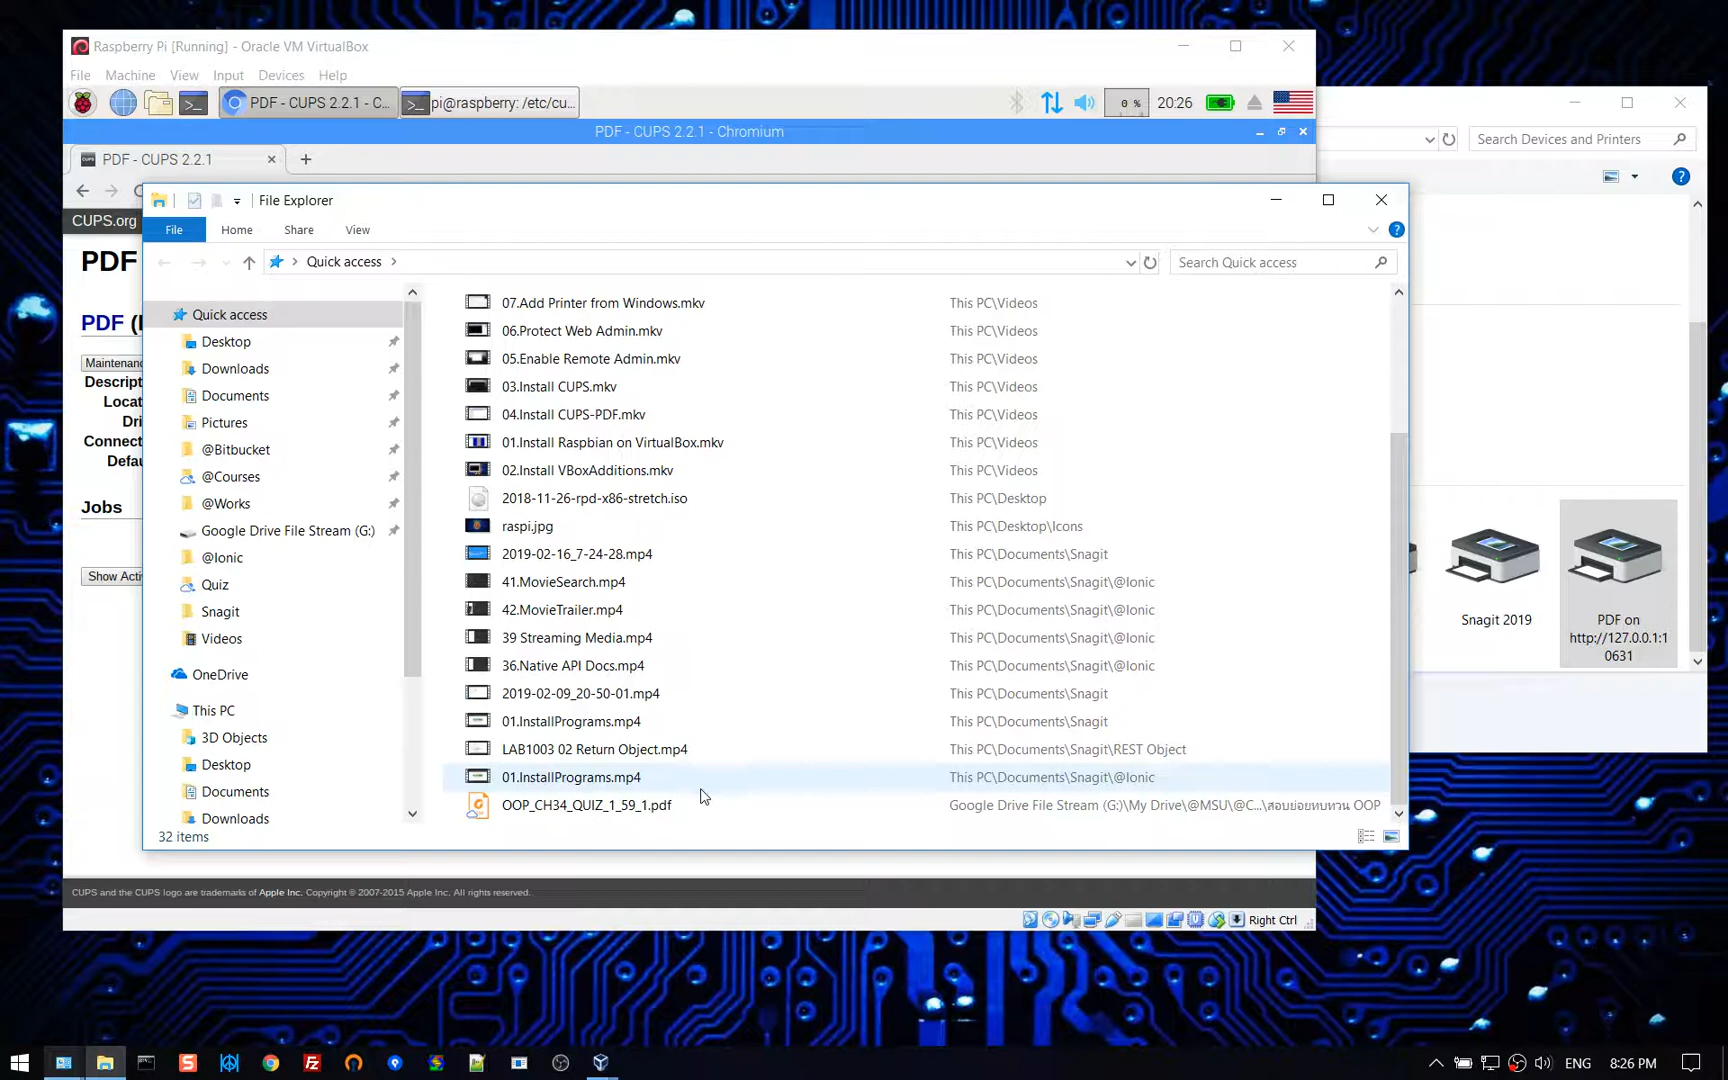 Raspberry Pi [Running] - Oracle VM VirtualBox
File Machine View Input Devices Help
PDF - CUPS 2.2.1 - C...
pi@raspberry: /etc/cu...
0 %
20:26
PDF - CUPS 2.2.1 - Chromium
PDF - CUPS 2.2.1
CUPS.org
PDF
PDF (
Maintenanc
Descript
Locat
Dri
Connect
Defau
Jobs
Show Acti
Search Devices and Printers
File Explorer
File Home Share View
Quick access
Search Quick access
Quick access
Desktop
Downloads
Documents
Pictures
@Bitbucket
@Courses
@Works
Google Drive File Stream (G:)
@Ionic
Quiz
Snagit
Videos
OneDrive
This PC
3D Objects
Desktop
Documents
Downloads
07.Add Printer from Windows.mkv This PC\Videos
06.Protect Web Admin.mkv This PC\Videos
05.Enable Remote Admin.mkv This PC\Videos
03.Install CUPS.mkv This PC\Videos
04.Install CUPS-PDF.mkv This PC\Videos
01.Install Raspbian on VirtualBox.mkv This PC\Videos
02.Install VBoxAdditions.mkv This PC\Videos
2018-11-26-rpd-x86-stretch.iso This PC\Desktop
raspi.jpg This PC\Desktop\Icons
2019-02-16_7-24-28.mp4 This PC\Documents\Snagit
41.MovieSearch.mp4 This PC\Documents\Snagit\@Ionic
42.MovieTrailer.mp4 This PC\Documents\Snagit\@Ionic
39 Streaming Media.mp4 This PC\Documents\Snagit\@Ionic
36.Native API Docs.mp4 This PC\Documents\Snagit\@Ionic
2019-02-09_20-50-01.mp4 This PC\Documents\Snagit
01.InstallPrograms.mp4 This PC\Documents\Snagit
LAB1003 02 Return Object.mp4 This PC\Documents\Snagit\REST Object
01.InstallPrograms.mp4 This PC\Documents\Snagit\@Ionic
OOP_CH34_QUIZ_1_59_1.pdf Google Drive File Stream (G:)\My Drive\@MSU\@C...\สอบย่อยทบทวน OOP
32 items
Snagit 2019
PDF on
http://127.0.0.1:1
0631
CUPS and the CUPS logo are trademarks of Apple Inc. Copyright © 2007-2015 Apple Inc. All rights reserved.
Right Ctrl
ENG
8:26 PM